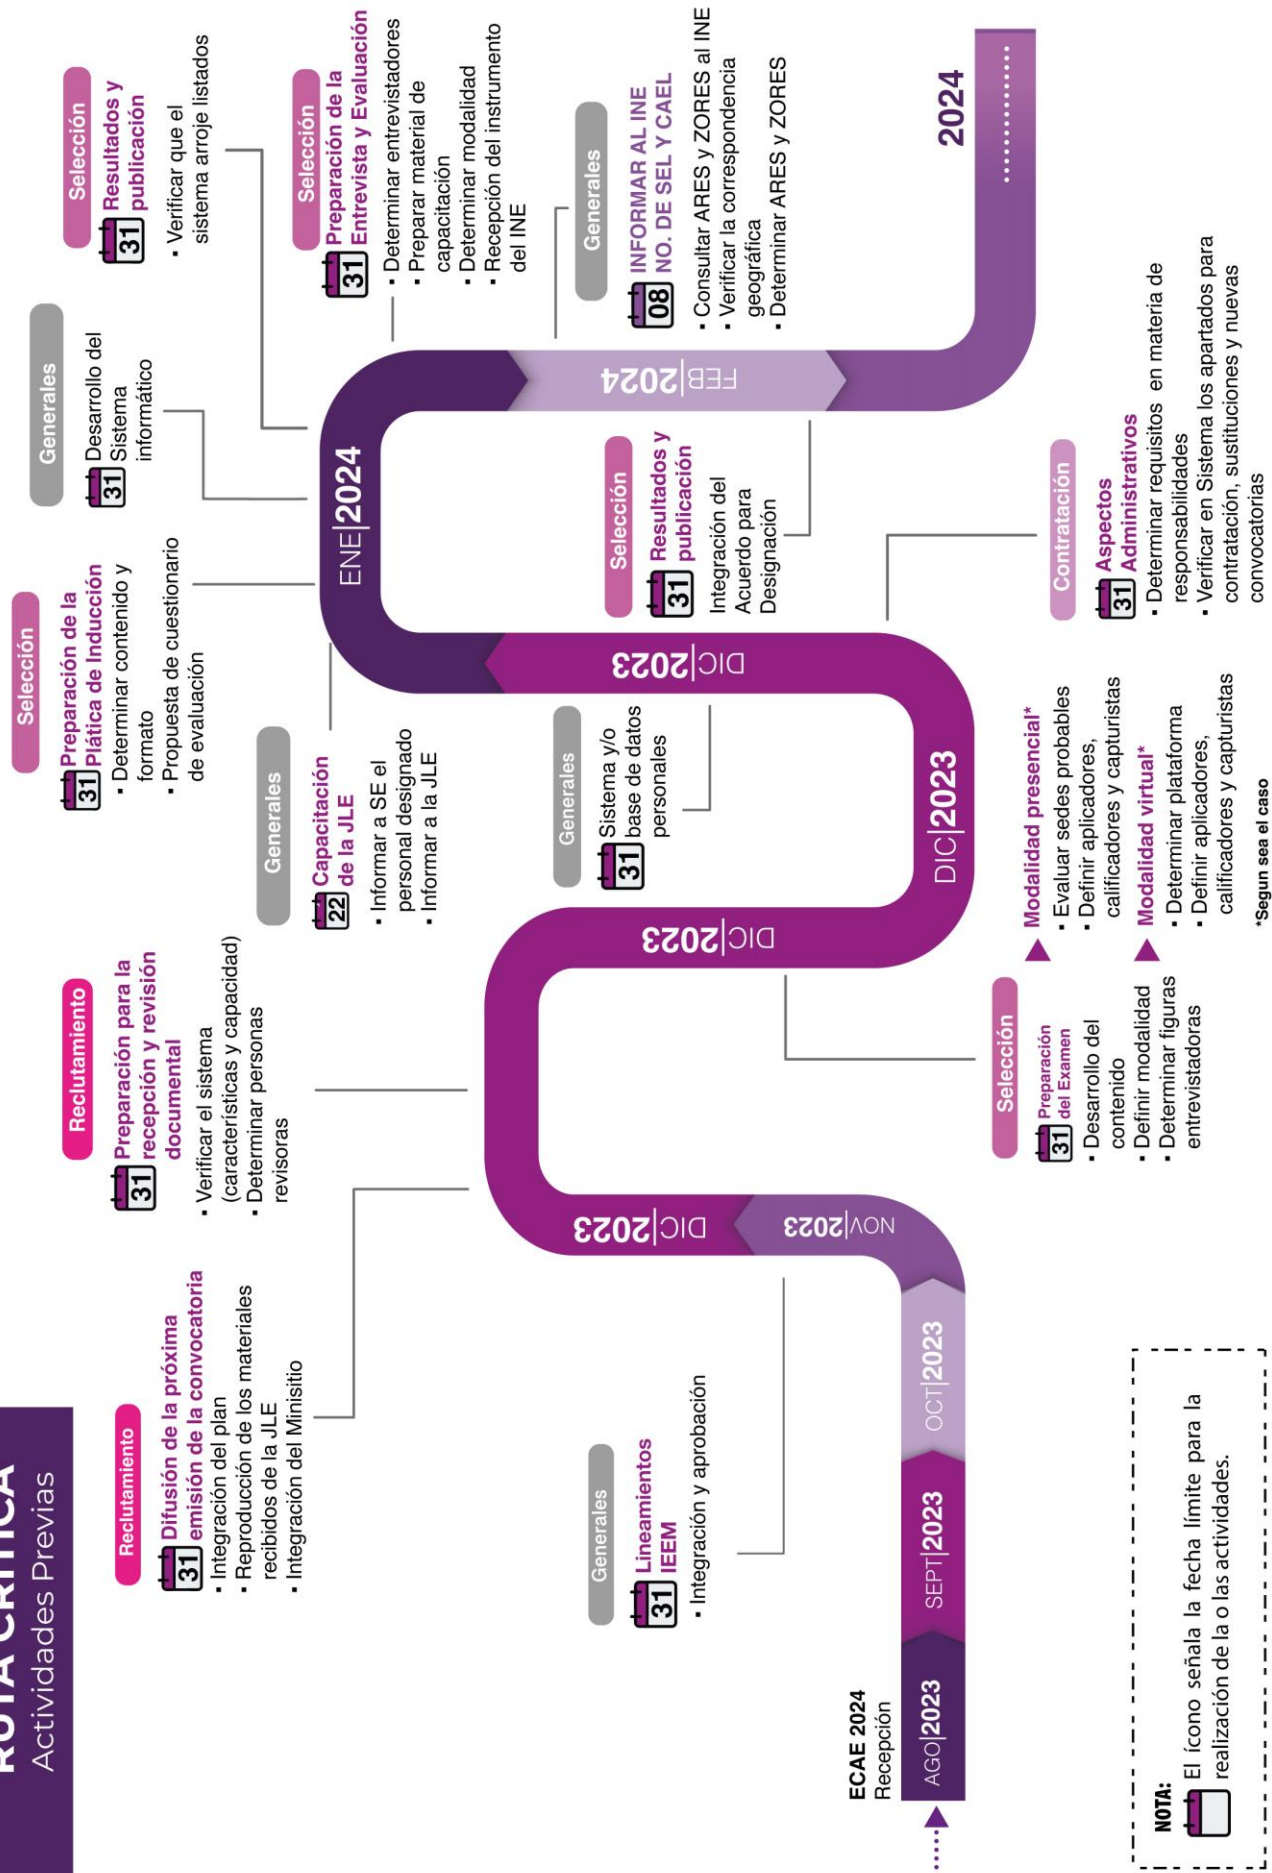 RUTA CRÍTICA
Actividades Previas
Reclutamiento
31
Difusión de la próxima
emisión de la convocatoria
▪ Integración del plan
▪ Reproducción de los materiales
recibidos de la JLE
▪ Integración del Minisitio
Reclutamiento
31
Preparación para la
recepción y revisión
documental
▪ Verificar el sistema
(características y capacidad)
▪ Determinar personas
revisoras
Selección
31
Preparación de la
Plática de Inducción
▪ Determinar contenido y
formato
▪ Propuesta de cuestionario
de evaluación
Generales
31
Desarrollo del
Sistema
informático
Selección
31
Resultados y
publicación
▪ Verificar que el
sistema arroje listados
Generales
22
Capacitación
de la JLE
▪ Informar a SE el
personal designado
▪ Informar a la JLE
Selección
31
Preparación de la
Entrevista y Evaluación
▪ Determinar entrevistadores
▪ Preparar material de
capacitación
▪ Determinar modalidad
▪ Recepción del instrumento
del INE
ENE|2024
Generales
31
Lineamientos
IEEM
▪ Integración y aprobación
Generales
31
Sistema y/o
base de datos
personales
Selección
31
Resultados y
publicación
Integración del
Acuerdo para
Designación
Generales
08
INFORMAR AL INE
NO. DE SEL Y CAEL
▪ Consultar ARES y ZORES al INE
▪ Verificar la correspondencia
geográfica
▪ Determinar ARES y ZORES
DIC|2023
DIC|2023
DIC|2023
FEB|2024
NOV|2023
ECAE 2024
Recepción
AGO|2023
SEPT|2023
OCT|2023
DIC|2023
2024
Selección
31
Preparación
del Examen
▪ Desarrollo del
contenido
▪ Definir modalidad
▪ Determinar figuras
entrevistadoras
Modalidad presencial*
▪ Evaluar sedes probables
▪ Definir aplicadores,
calificadores y capturistas
Modalidad virtual*
▪ Determinar plataforma
▪ Definir aplicadores,
calificadores y capturistas
*Segun sea el caso
Contratación
31
Aspectos
Administrativos
▪ Determinar requisitos en materia de
responsabilidades
▪ Verificar en Sistema los apartados para
contratación, sustituciones y nuevas
convocatorias
NOTA:
El ícono señala la fecha límite para la
realización de la o las actividades.